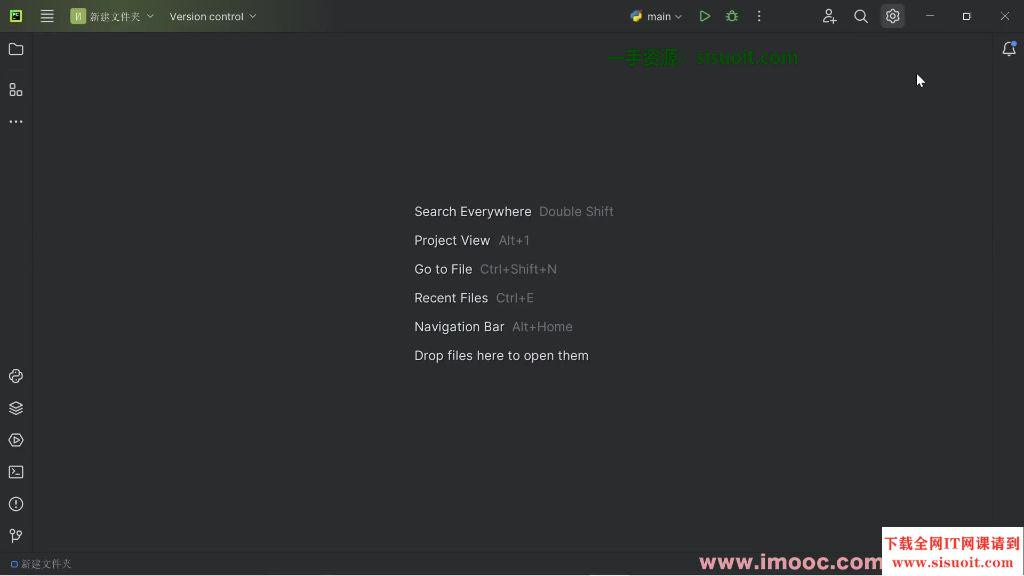 PC
新建文件夹
Version control
main
一手资源：sisuoit.com
Search Everywhere Double Shift
Project View Alt+1
Go to File Ctrl+Shift+N
Recent Files Ctrl+E
Navigation Bar Alt+Home
Drop files here to open them
新建文件夹
www.imooc.com
下载全网IT网课请到
www.sisuoit.com